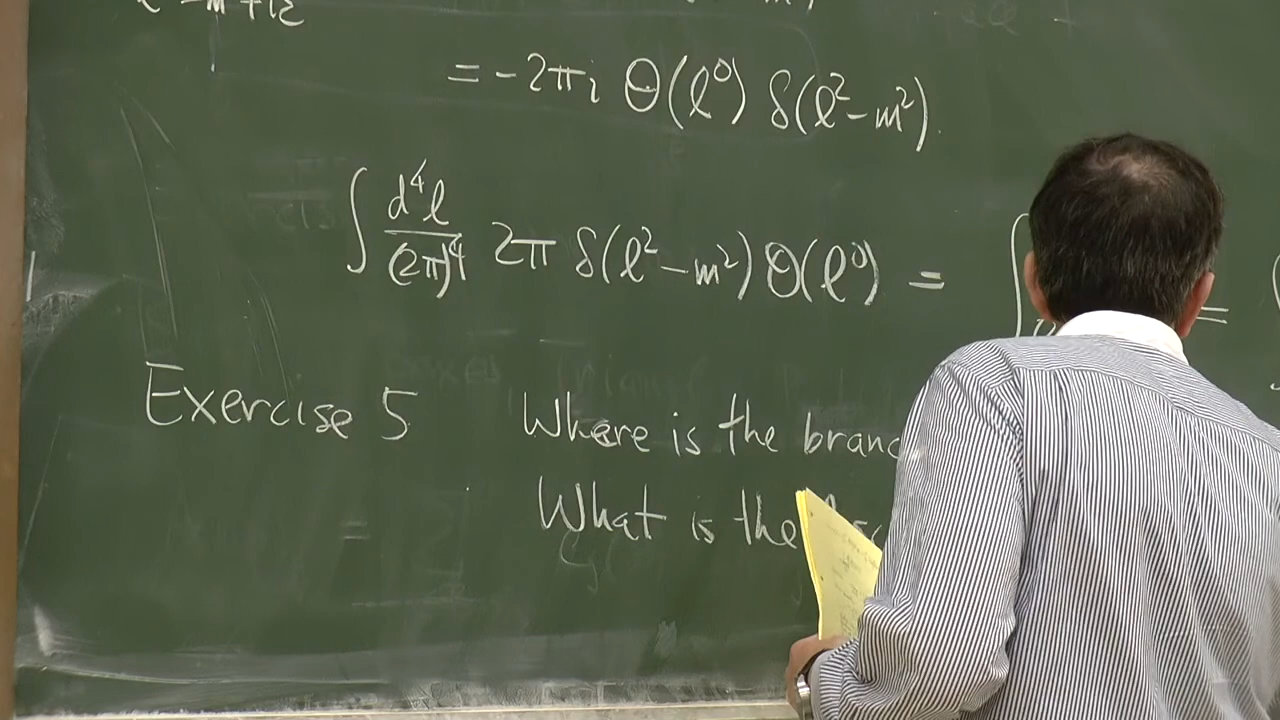 = -2πi Θ(ℓ⁰) δ(ℓ²-m²).
∫ d⁴ℓ/(2π)⁴ 2π δ(ℓ²-m²) Θ(ℓ⁰) = ∫ =
Exercise 5 Where is the branc
What is the